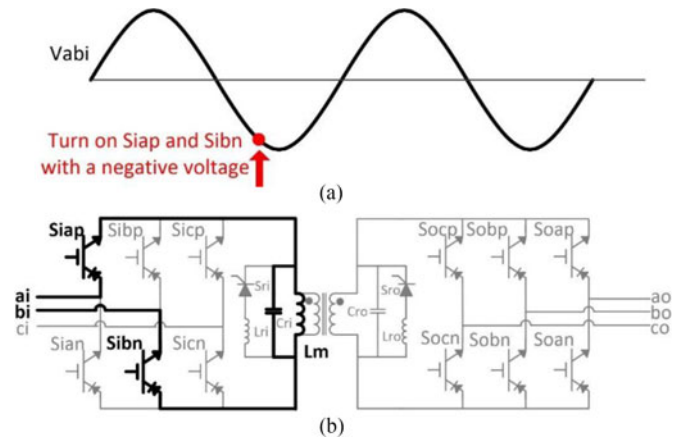 Vabi
Turn on Siap and Sibn
with a negative voltage
(a)
Siap Sibp Sicp Socp Sobp Soap
ai
bi
ci
Sri Cri Lri Lm Cro Sro Lro
ao
bo
co
Sian Sibn Sicn Socn Sobn Soan
(b)